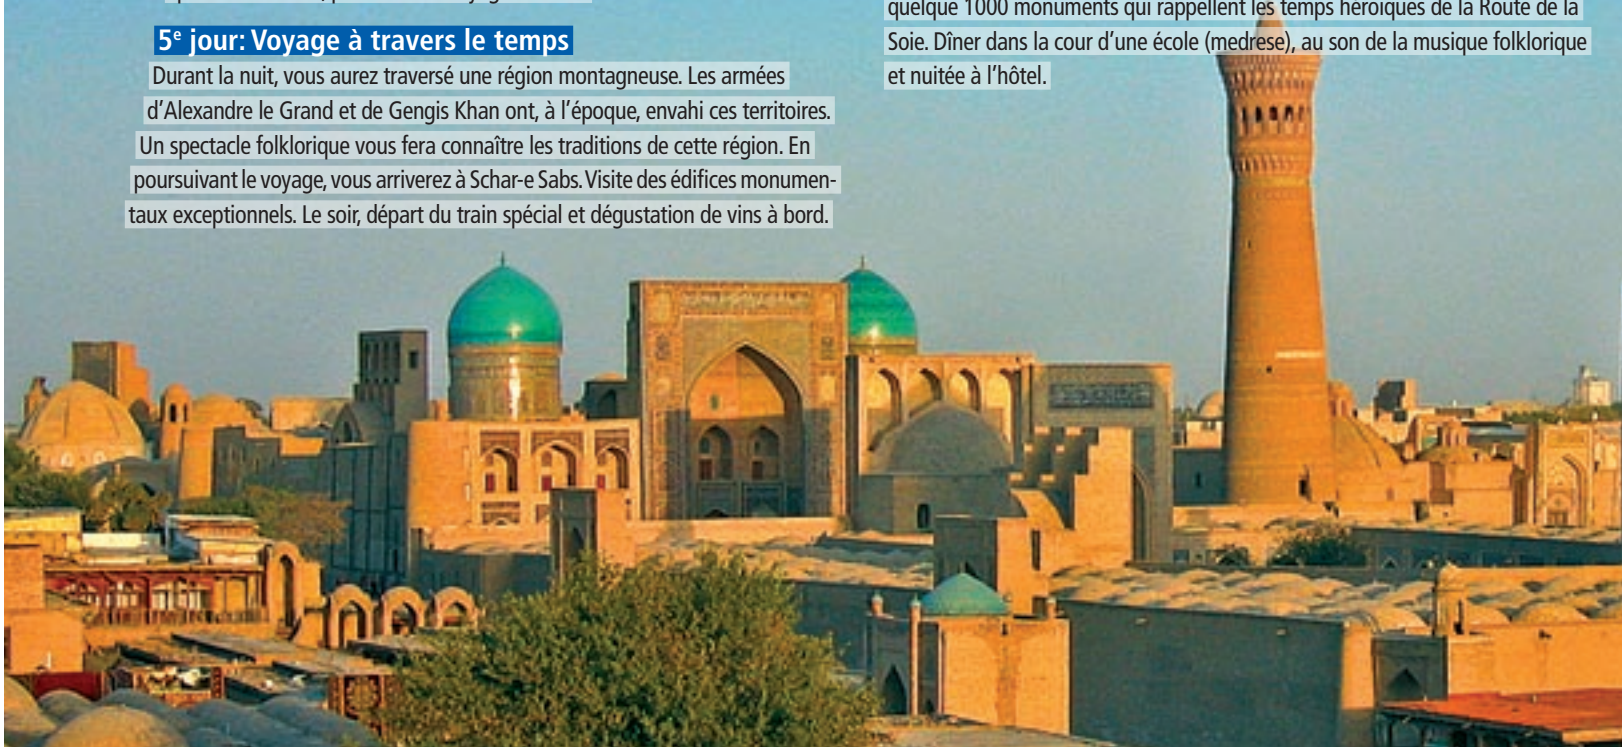 5e jour: Voyage à travers le temps
Durant la nuit, vous aurez traversé une région montagneuse. Les armées
d’Alexandre le Grand et de Gengis Khan ont, à l’époque, envahi ces territoires.
Un spectacle folklorique vous fera connaître les traditions de cette région. En
poursuivant le voyage, vous arriverez à Schar-e Sabs. Visite des édifices monumen-
taux exceptionnels. Le soir, départ du train spécial et dégustation de vins à bord.
quelque 1000 monuments qui rappellent les temps héroïques de la Route de la
Soie. Dîner dans la cour d’une école (medrese), au son de la musique folklorique
et nuitée à l’hôtel.